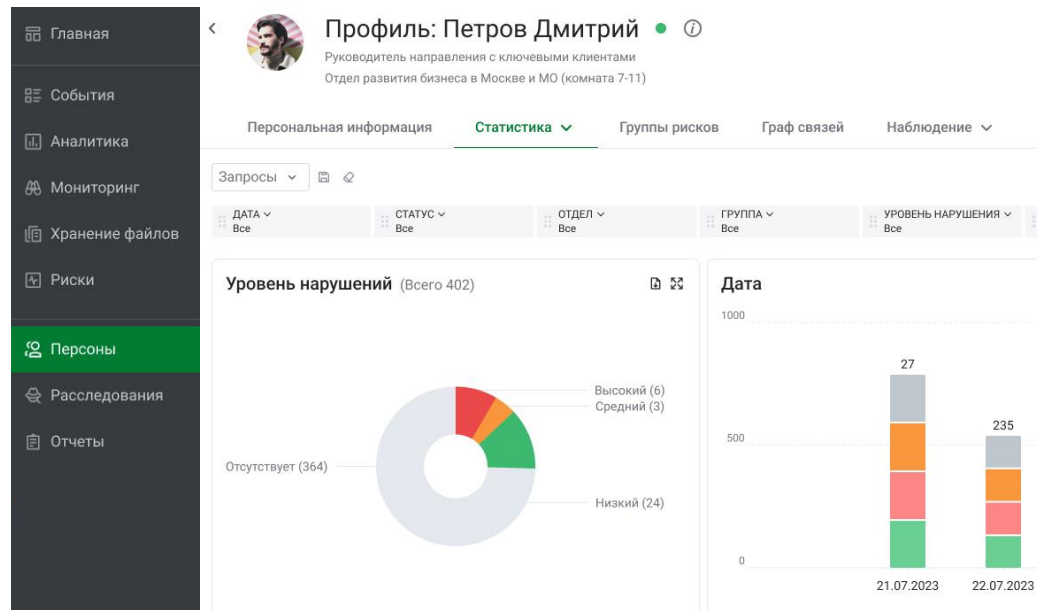 Главная
События
Аналитика
Мониторинг
Хранение файлов
Риски
Персоны
Расследования
Отчеты
Профиль: Петров Дмитрий
Руководитель направления с ключевыми клиентами
Отдел развития бизнеса в Москве и МО (комната 7-11)
Персональная информация
Статистика
Группы рисков
Граф связей
Наблюдение
Запросы
ДАТА
Все
СТАТУС
Все
ОТДЕЛ
Все
ГРУППА
Все
УРОВЕНЬ НАРУШЕНИЯ
Все
Уровень нарушений (Всего 402)
Высокий (6)
Средний (3)
Отсутствует (364)
Низкий (24)
Дата
1000
27
235
500
0
21.07.2023
22.07.2023